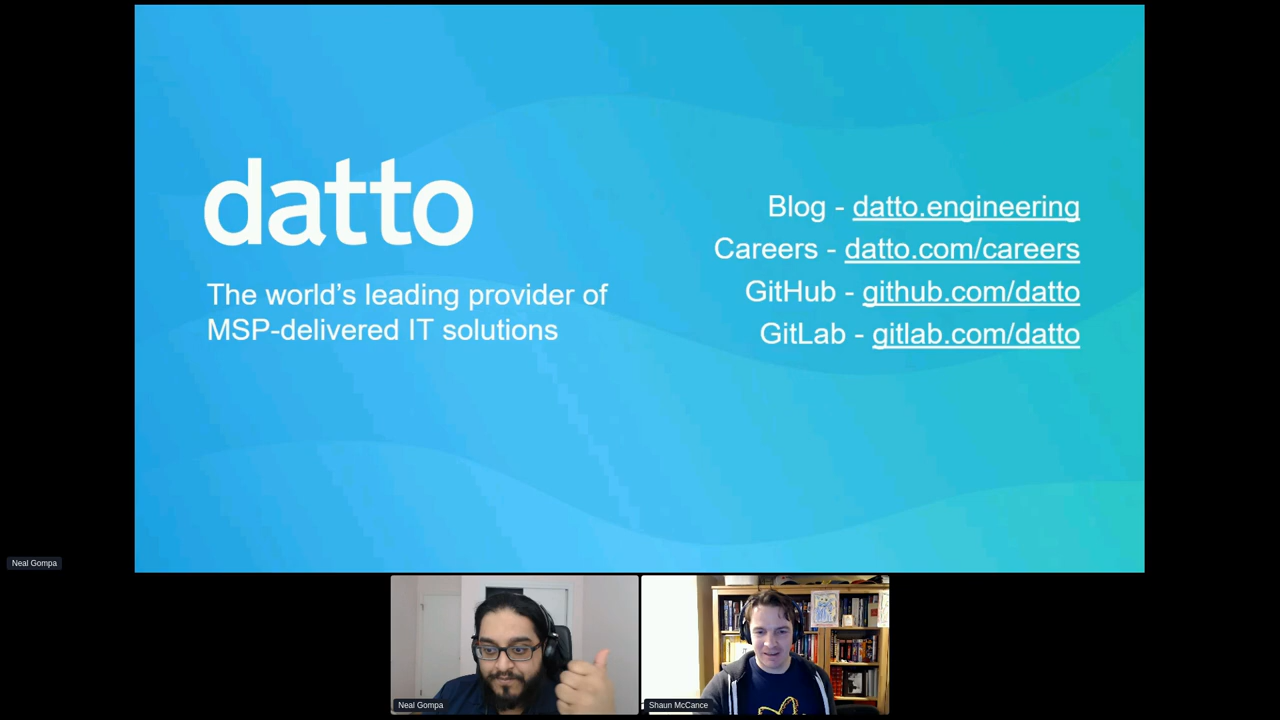 datto
The world’s leading provider of
MSP-delivered IT solutions
Blog - datto.engineering
Careers - datto.com/careers
GitHub - github.com/datto
GitLab - gitlab.com/datto
Neal Gompa
Neal Gompa
Shaun McCance